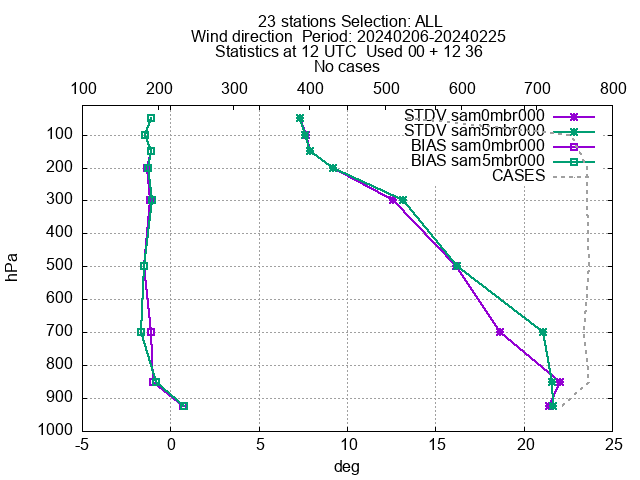 23 stations Selection: ALL
Wind direction  Period: 20240206-20240225
Statistics at 12 UTC  Used 00 + 12 36
No cases
100 200 300 400 500 600 700 800
STDV sam0mbr000
STDV sam5mbr000
BIAS sam0mbr000
BIAS sam5mbr000
CASES
100
200
300
400
500
600
700
800
900
1000
hPa
-5 0 5 10 15 20 25
deg